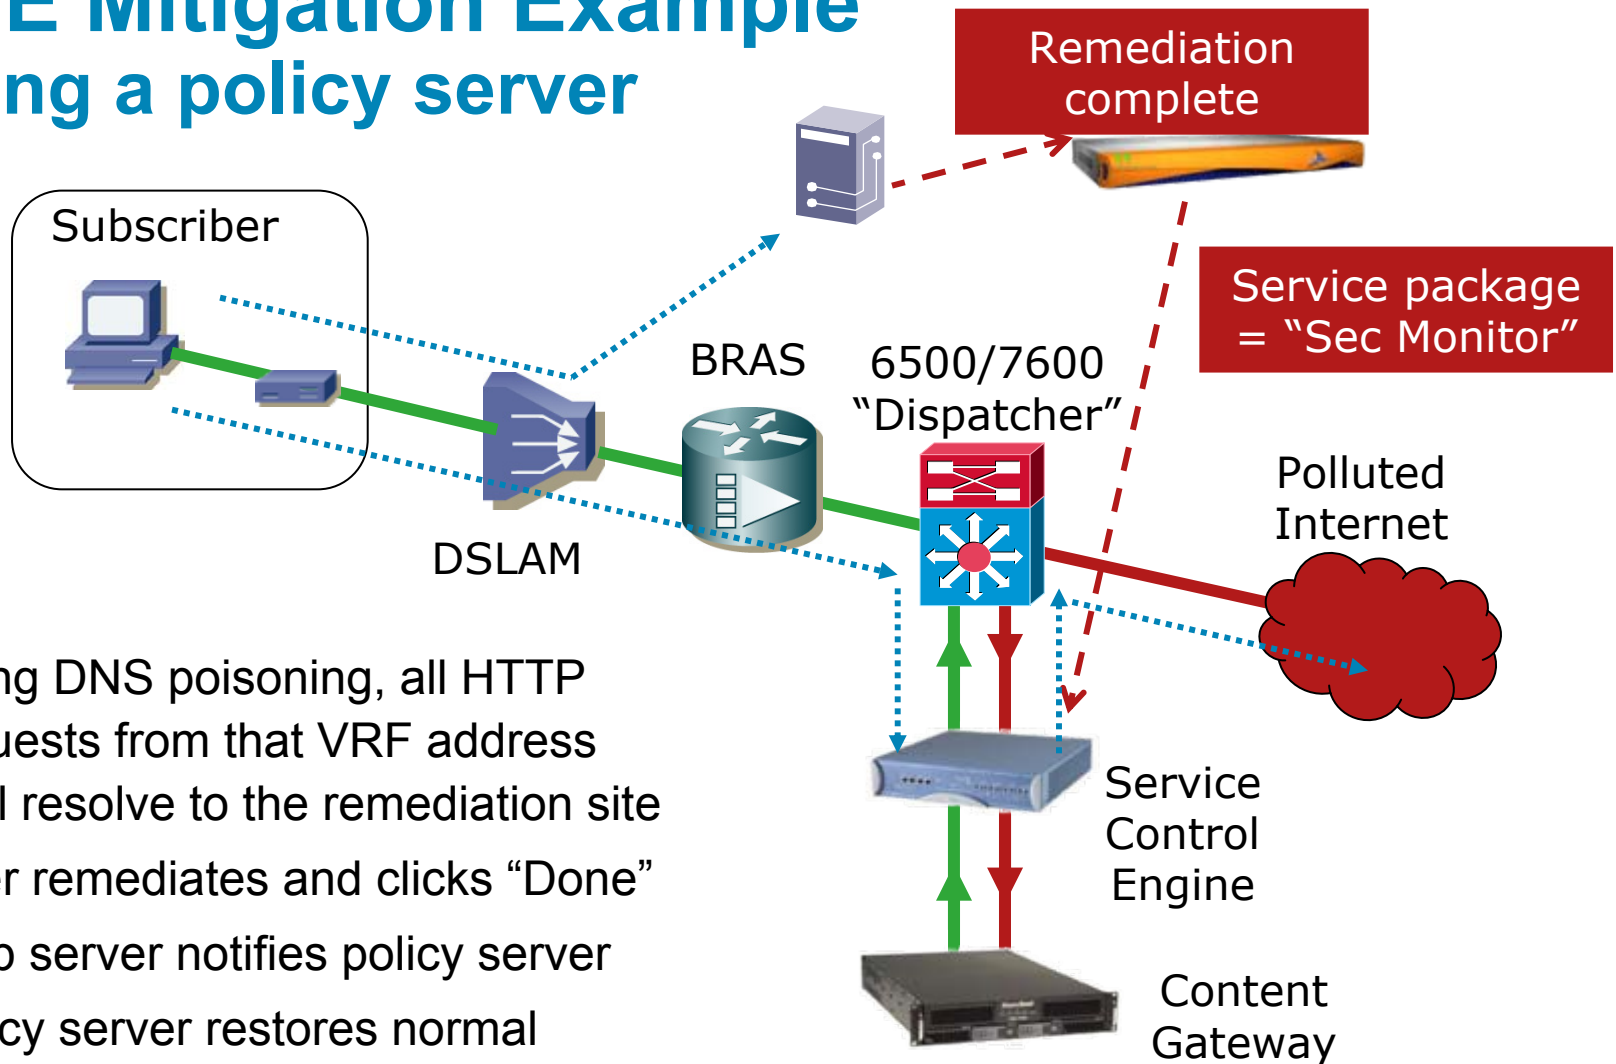 E Mitigation Example
ng a policy server
Remediation
complete
Subscriber
Service package
= “Sec Monitor”
BRAS
6500/7600
“Dispatcher”
Polluted
Internet
DSLAM
ng DNS poisoning, all HTTP
uests from that VRF address
l resolve to the remediation site
er remediates and clicks “Done”
o server notifies policy server
cy server restores normal
Service
Control
Engine
Content
Gateway